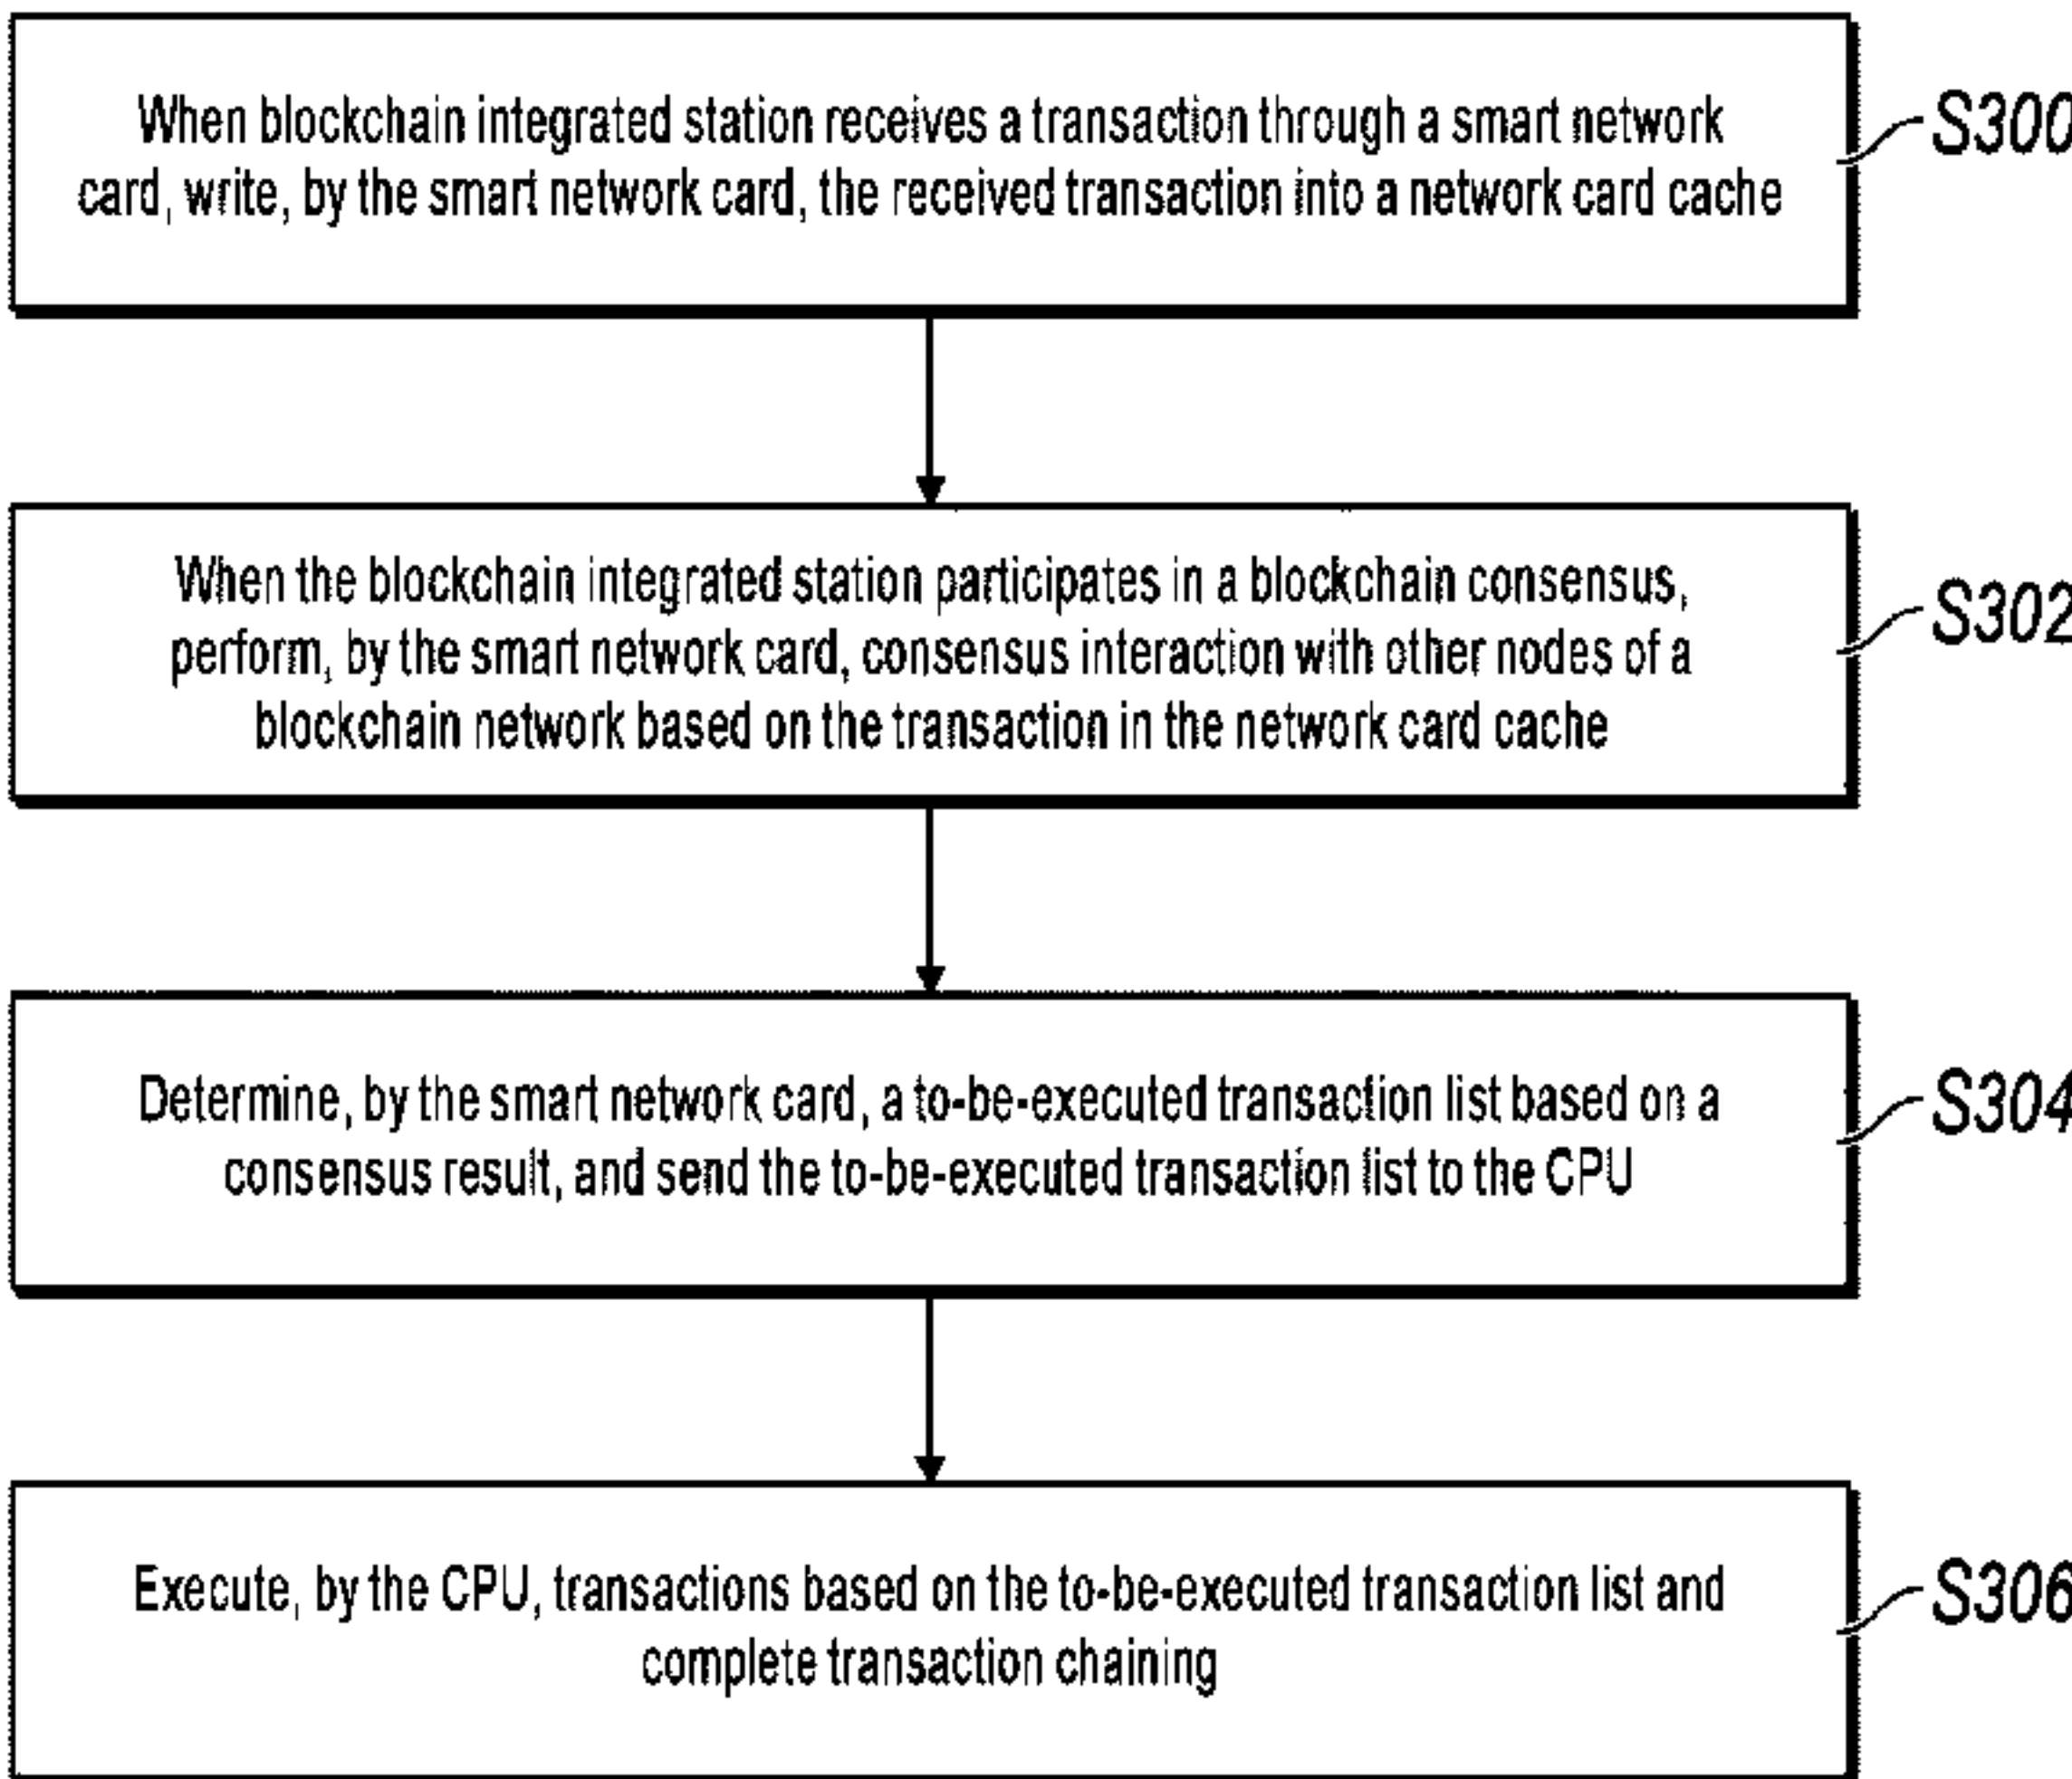 When blockchain integrated station receives a transaction through a smart network
card, write, by the smart network card, the received transaction into a network card cache
S300
When the blockchain integrated station participates in a blockchain consensus,
perform, by the smart network card, consensus interaction with other nodes of a
blockchain network based on the transaction in the network card cache
S302
Determine, by the smart network card, a to-be-executed transaction list based on a
consensus result, and send the to-be-executed transaction list to the CPU
S304
Execute, by the CPU, transactions based on the to-be-executed transaction list and
complete transaction chaining
S306